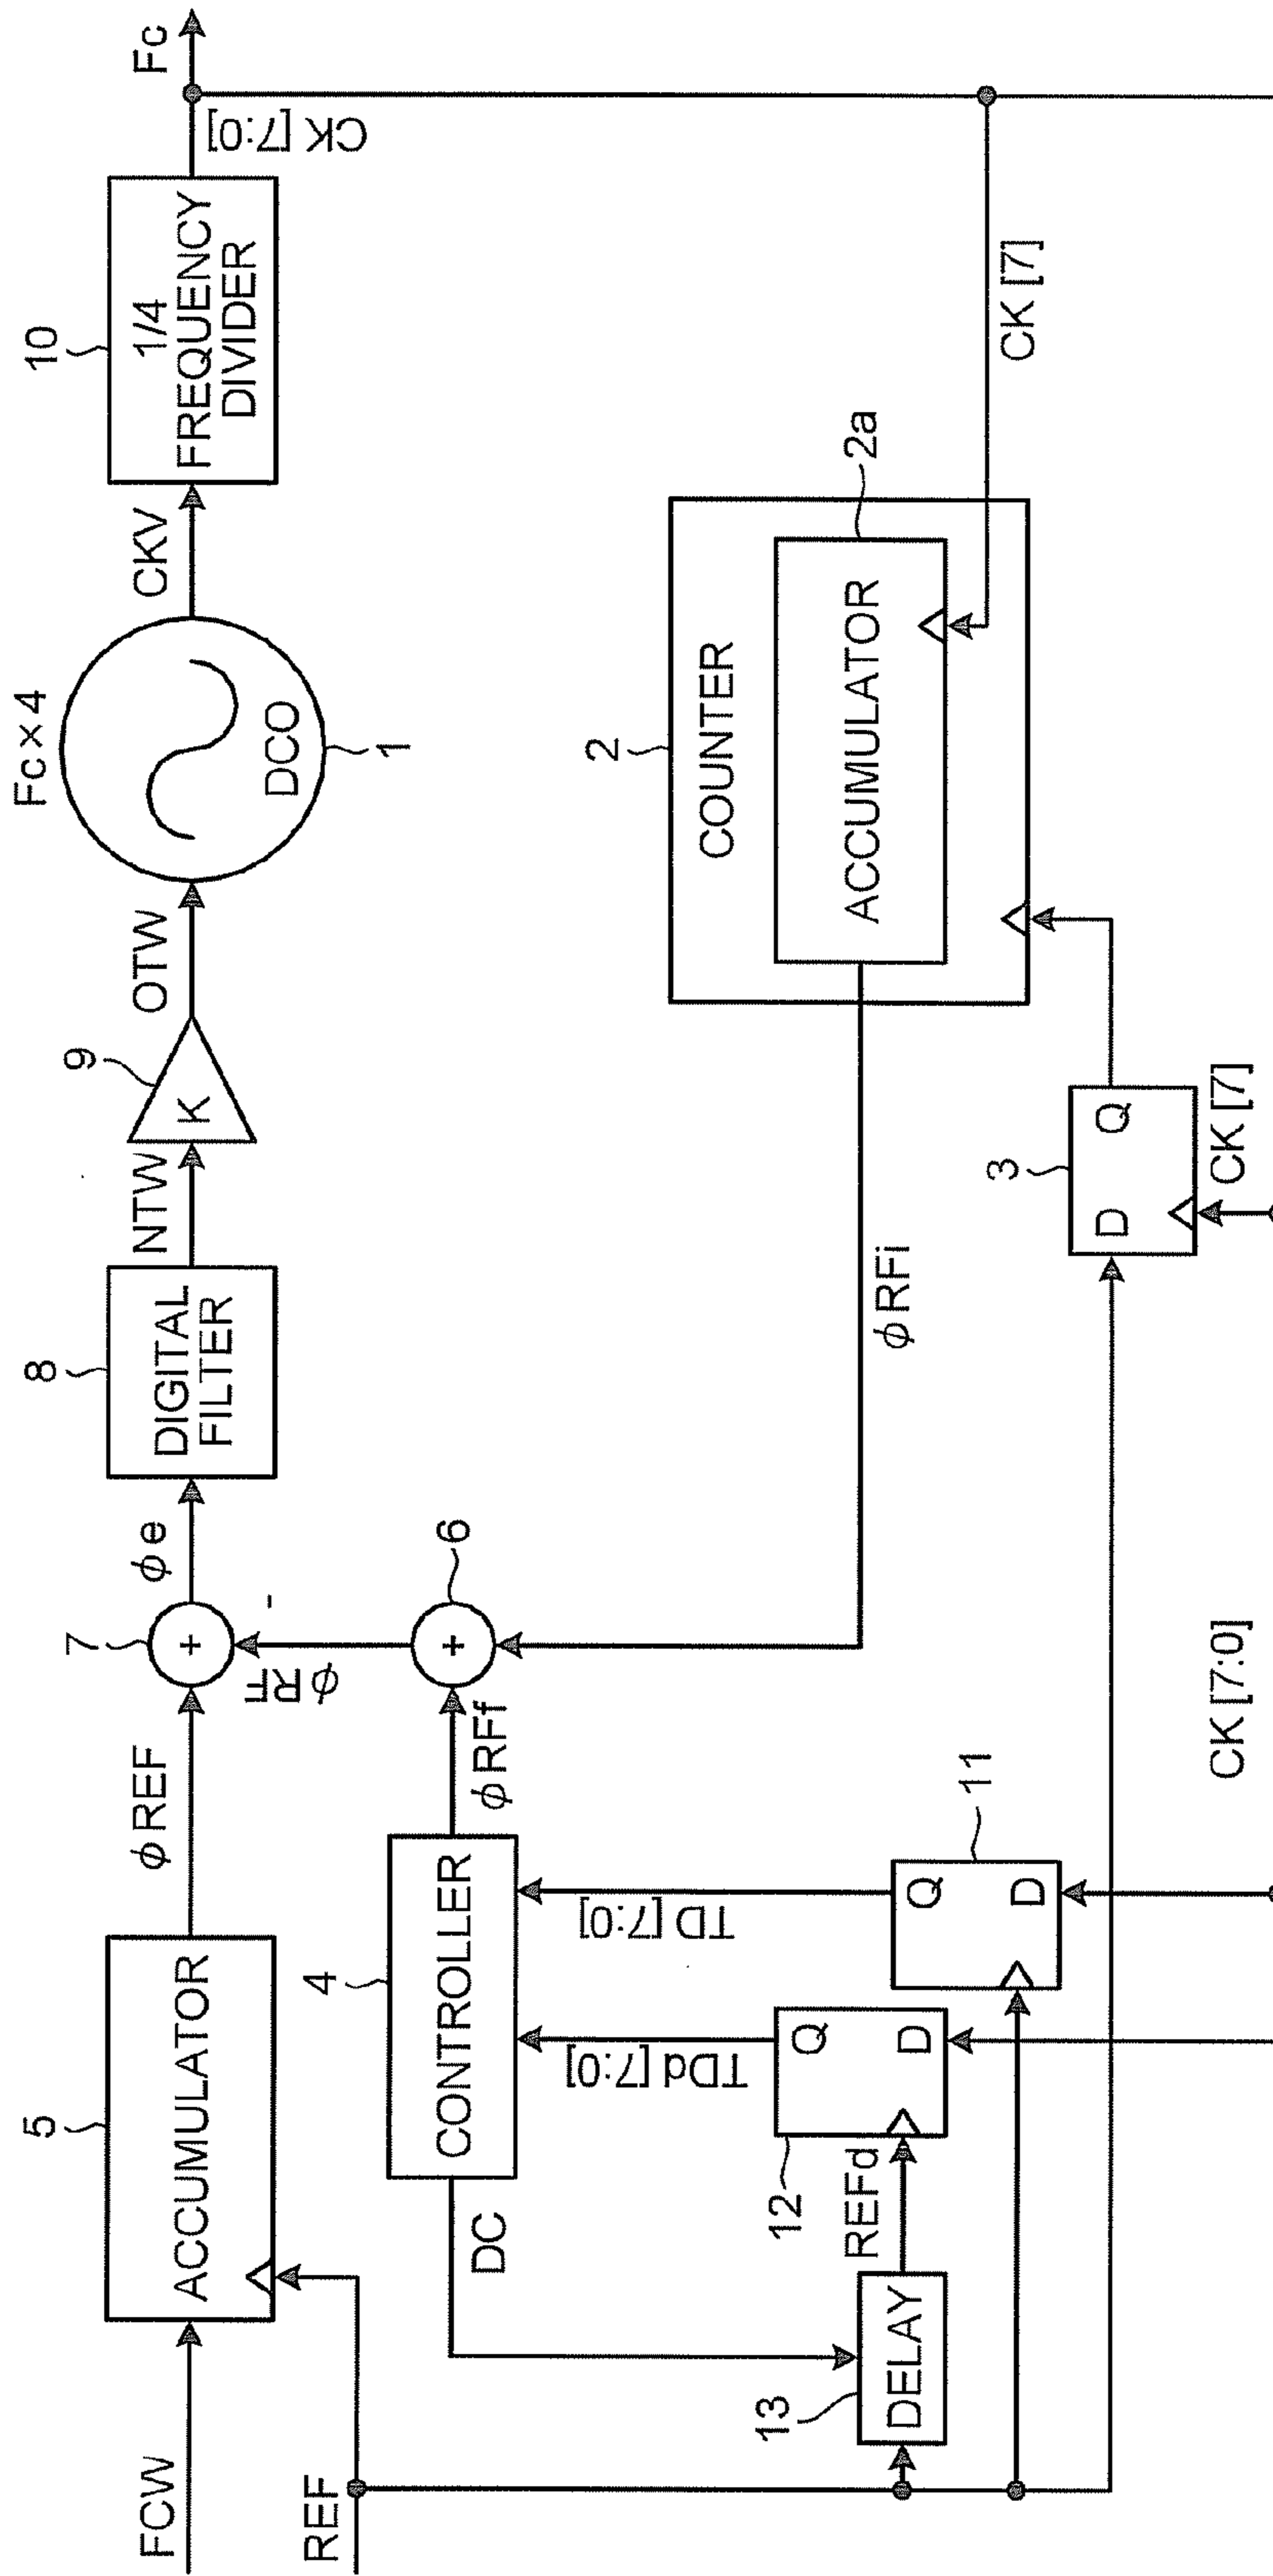 Fc×4
FCW
5
ACCUMULATOR
φREF
7
+
φe
8
DIGITAL
FILTER
NTW
9
K
OTW
DCO
1
CKV
10
1/4
FREQUENCY
DIVIDER
CK [7:0]
Fc
REF
4
CONTROLLER
DC
φRFf
φRF
-
6
+
2
COUNTER
2a
ACCUMULATOR
CK [7]
φRFi
TDd [7:0]
TD [7:0]
13
DELAY
REFd
12
Q
D
11
Q
D
3
D
Q
CK [7]
CK [7:0]